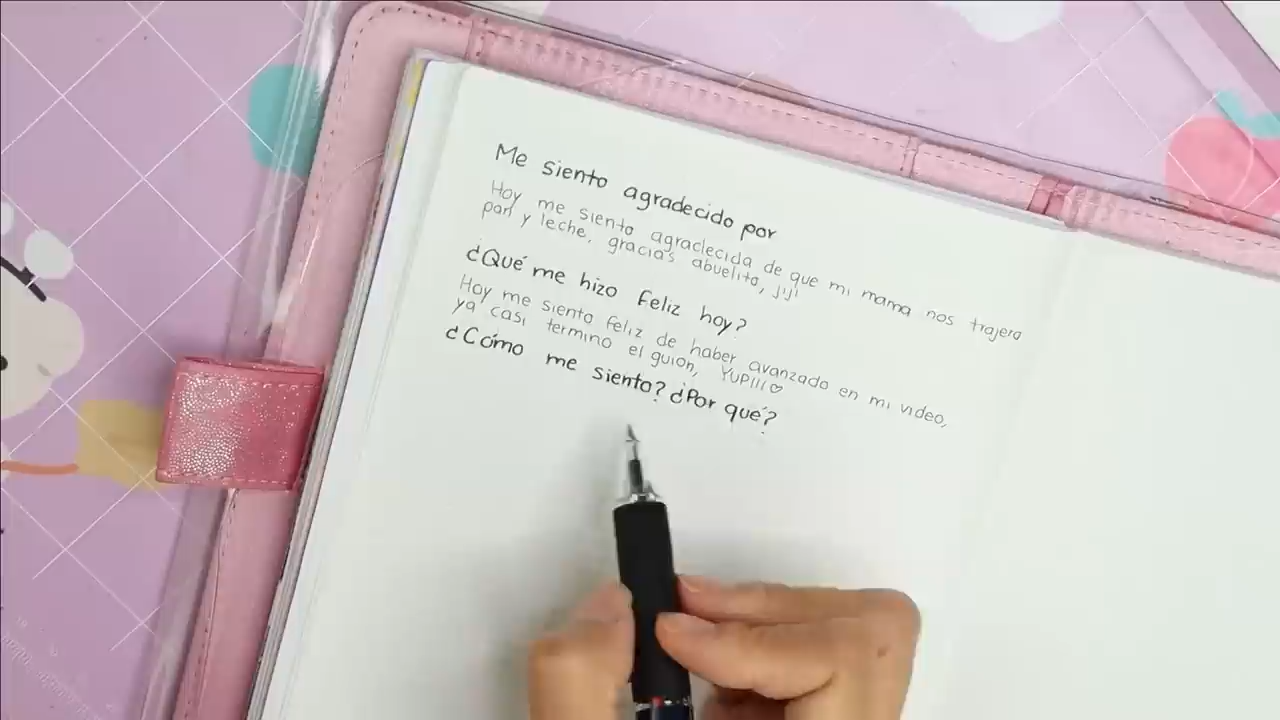 Me siento agradecido por
Hoy me siento agradecida de que mi mama nos trajera
pan y leche, gracias abuelita, jiji
¿Qué me hizo Feliz hoy?
Hoy me siento feliz de haber avanzado en mi video,
ya casi termino el guion, YUPIII♡
¿Cómo me siento? ¿Por qué?